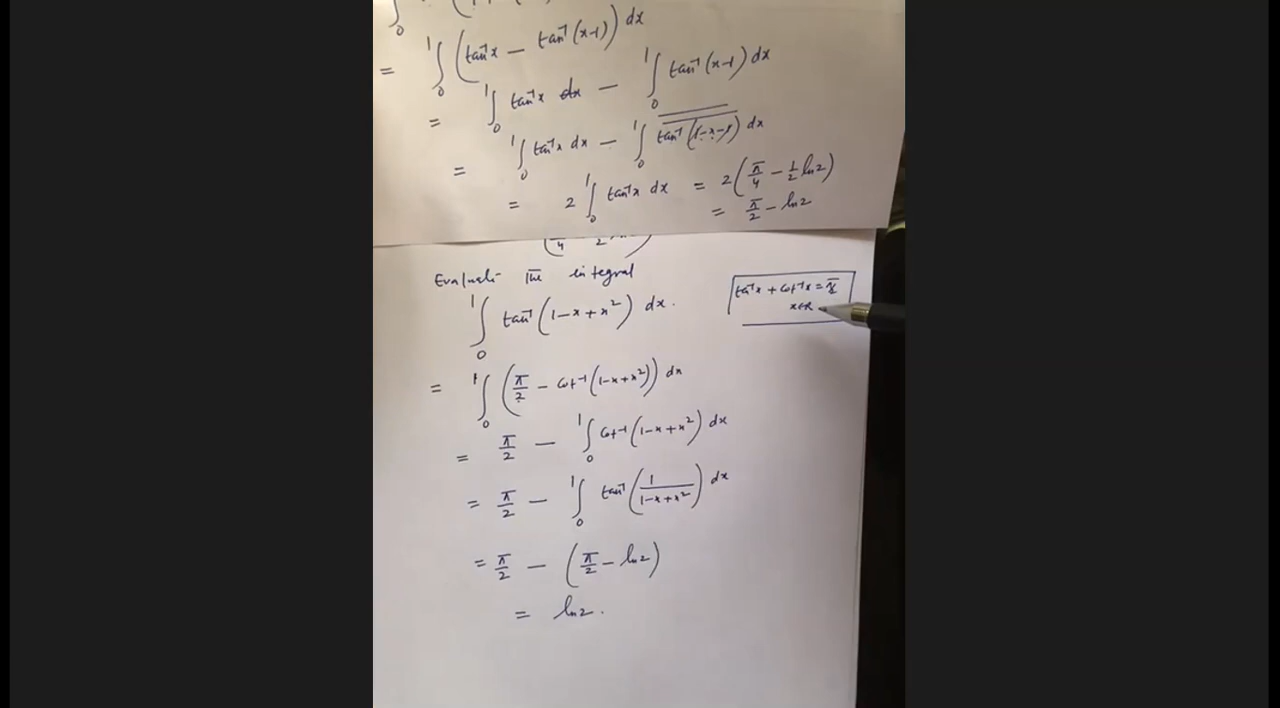 ∫₀¹ (tan⁻¹x − tan⁻¹(x−1)) dx
= ∫₀¹ tan⁻¹x dx − ∫₀¹ tan⁻¹(x−1) dx
= ∫₀¹ tan⁻¹x dx − ∫₀¹ tan⁻¹(1−x−1) dx
= 2 ∫₀¹ tan⁻¹x dx = 2(π/4 − 1/2 ln2)
= π/2 − ln2
Evaluate the integral
∫₀¹ tan⁻¹(1−x+x²) dx.
tan⁻¹x + cot⁻¹x = π/2
x∈R
= ∫₀¹ (π/2 − cot⁻¹(1−x+x²)) dx
= π/2 − ∫₀¹ cot⁻¹(1−x+x²) dx
= π/2 − ∫₀¹ tan⁻¹(1/(1−x+x²)) dx
= π/2 − (π/2 − ln2)
= ln2.